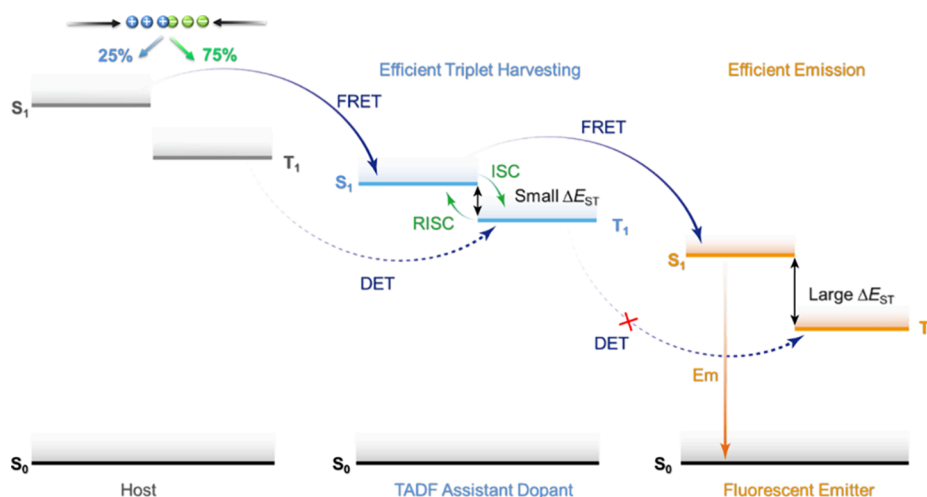 25%
75%
Efficient Triplet Harvesting
Efficient Emission
S1
FRET
FRET
T1
S1
ISC
Small ΔEST
RISC
T1
S1
DET
Large ΔEST
T
DET
Em
S0
S0
S0
Host
TADF Assistant Dopant
Fluorescent Emitter